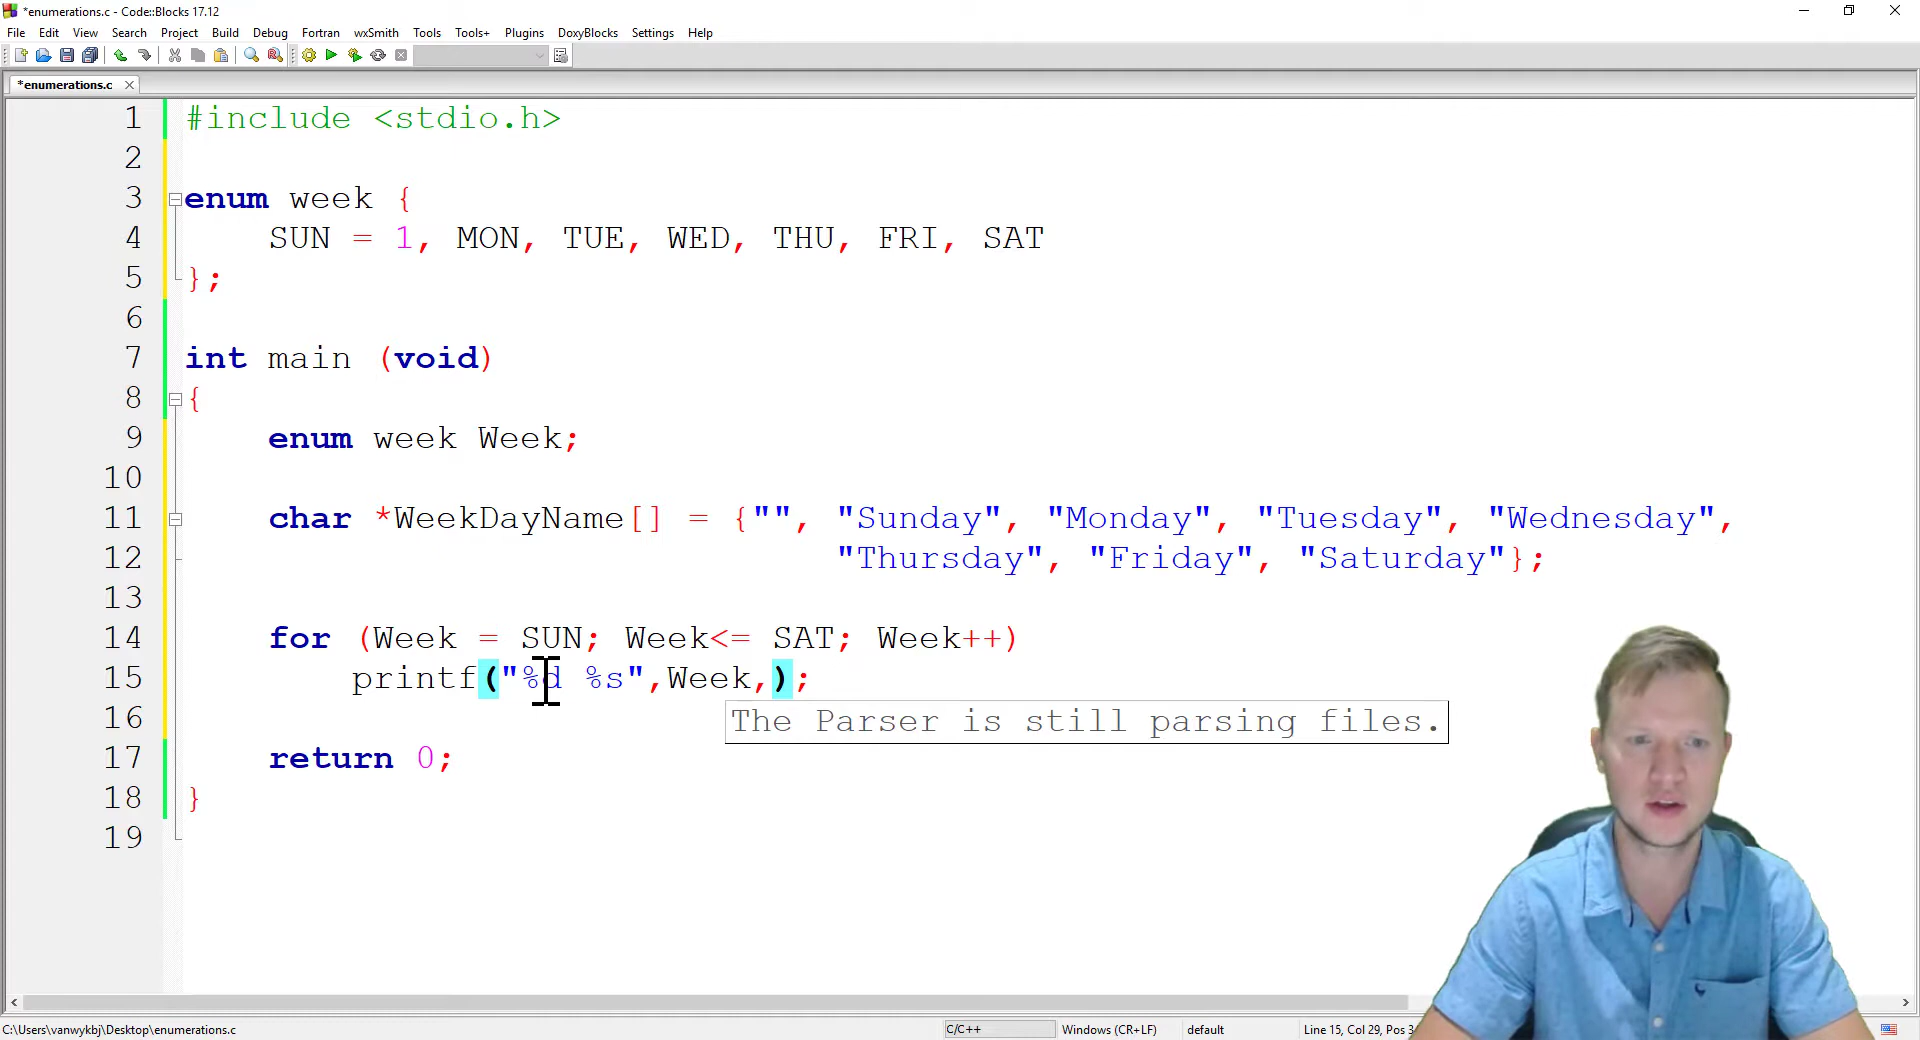 *enumerations.c - Code::Blocks 17.12
File Edit View Search Project Build Debug Fortran wxSmith Tools Tools+ Plugins DoxyBlocks Settings Help
*enumerations.c
1 #include <stdio.h>
2
3 enum week {
4 SUN = 1, MON, TUE, WED, THU, FRI, SAT
5 };
6
7 int main (void)
8 {
9 enum week Week;
10
11 char *WeekDayName[] = {"", "Sunday", "Monday", "Tuesday", "Wednesday",
12 "Thursday", "Friday", "Saturday"};
13
14 for (Week = SUN; Week<= SAT; Week++)
15 printf("%d %s",Week,);
The Parser is still parsing files.
16
17 return 0;
18 }
19
C:\Users\vanwykbj\Desktop\enumerations.c C/C++ Windows (CR+LF) default Line 15, Col 29, Pos 3